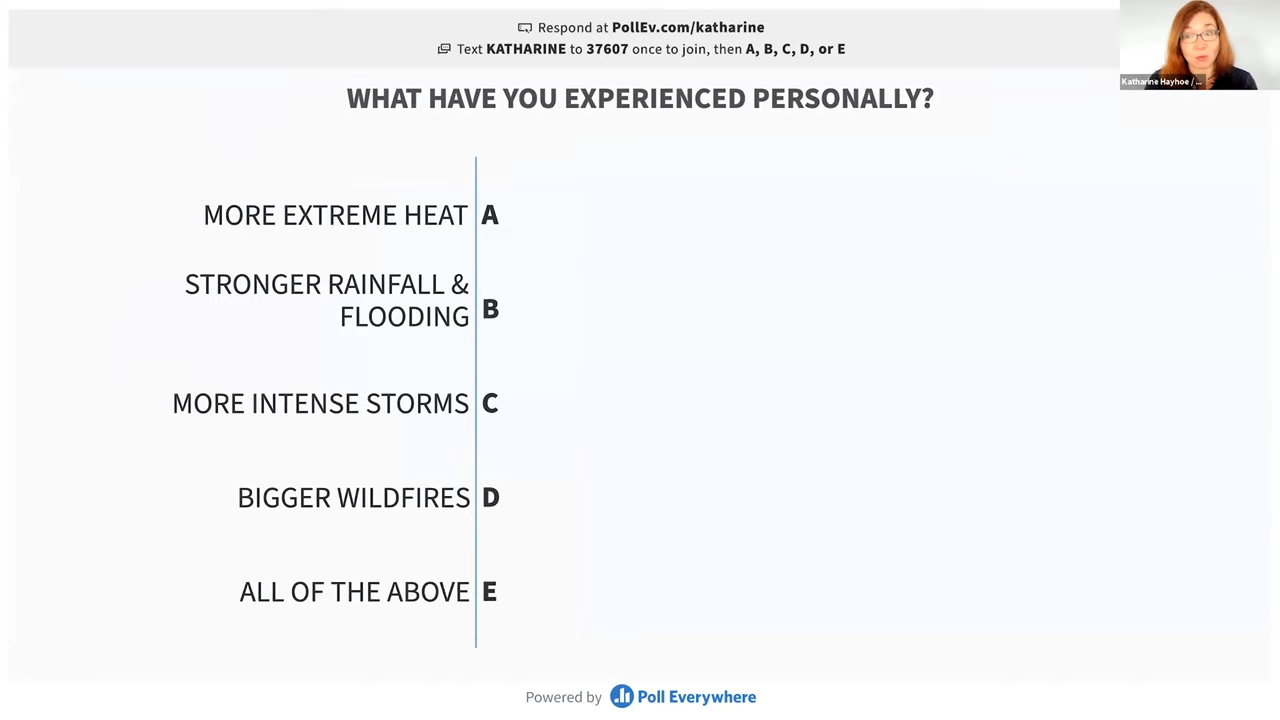 Respond at PollEv.com/katharine
Text KATHARINE to 37607 once to join, then A, B, C, D, or E
Katharine Hayhoe / ...
WHAT HAVE YOU EXPERIENCED PERSONALLY?
MORE EXTREME HEAT A
STRONGER RAINFALL &
FLOODING B
MORE INTENSE STORMS C
BIGGER WILDFIRES D
ALL OF THE ABOVE E
Powered by Poll Everywhere